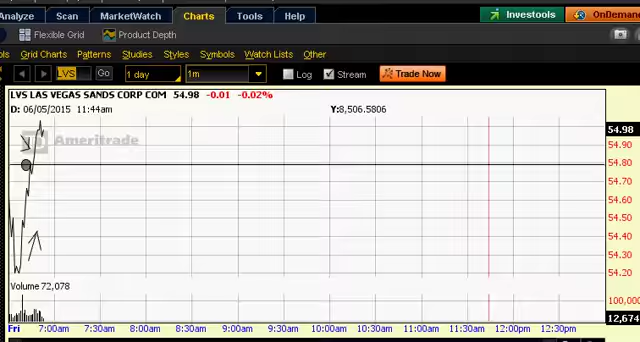 Analyze Scan MarketWatch Charts Tools Help Investools OnDemand
Flexible Grid Product Depth
ols Grid Charts Patterns Studies Styles Symbols Watch Lists Other
LVS Go 1 day 1m Log Stream Trade Now
LVS LAS VEGAS SANDS CORP COM 54.98 -0.01 -0.02%
D: 06/05/2015 11:44am Y:8,506.5806
54.98
Ameritrade
54.90
54.80
54.70
54.60
54.50
54.40
54.30
54.20
Volume 72,078
100,000
12,674
Fri 7:00am 7:30am 8:00am 8:30am 9:00am 9:30am 10:00am 10:30am 11:00am 11:30am 12:00pm 12:30pm